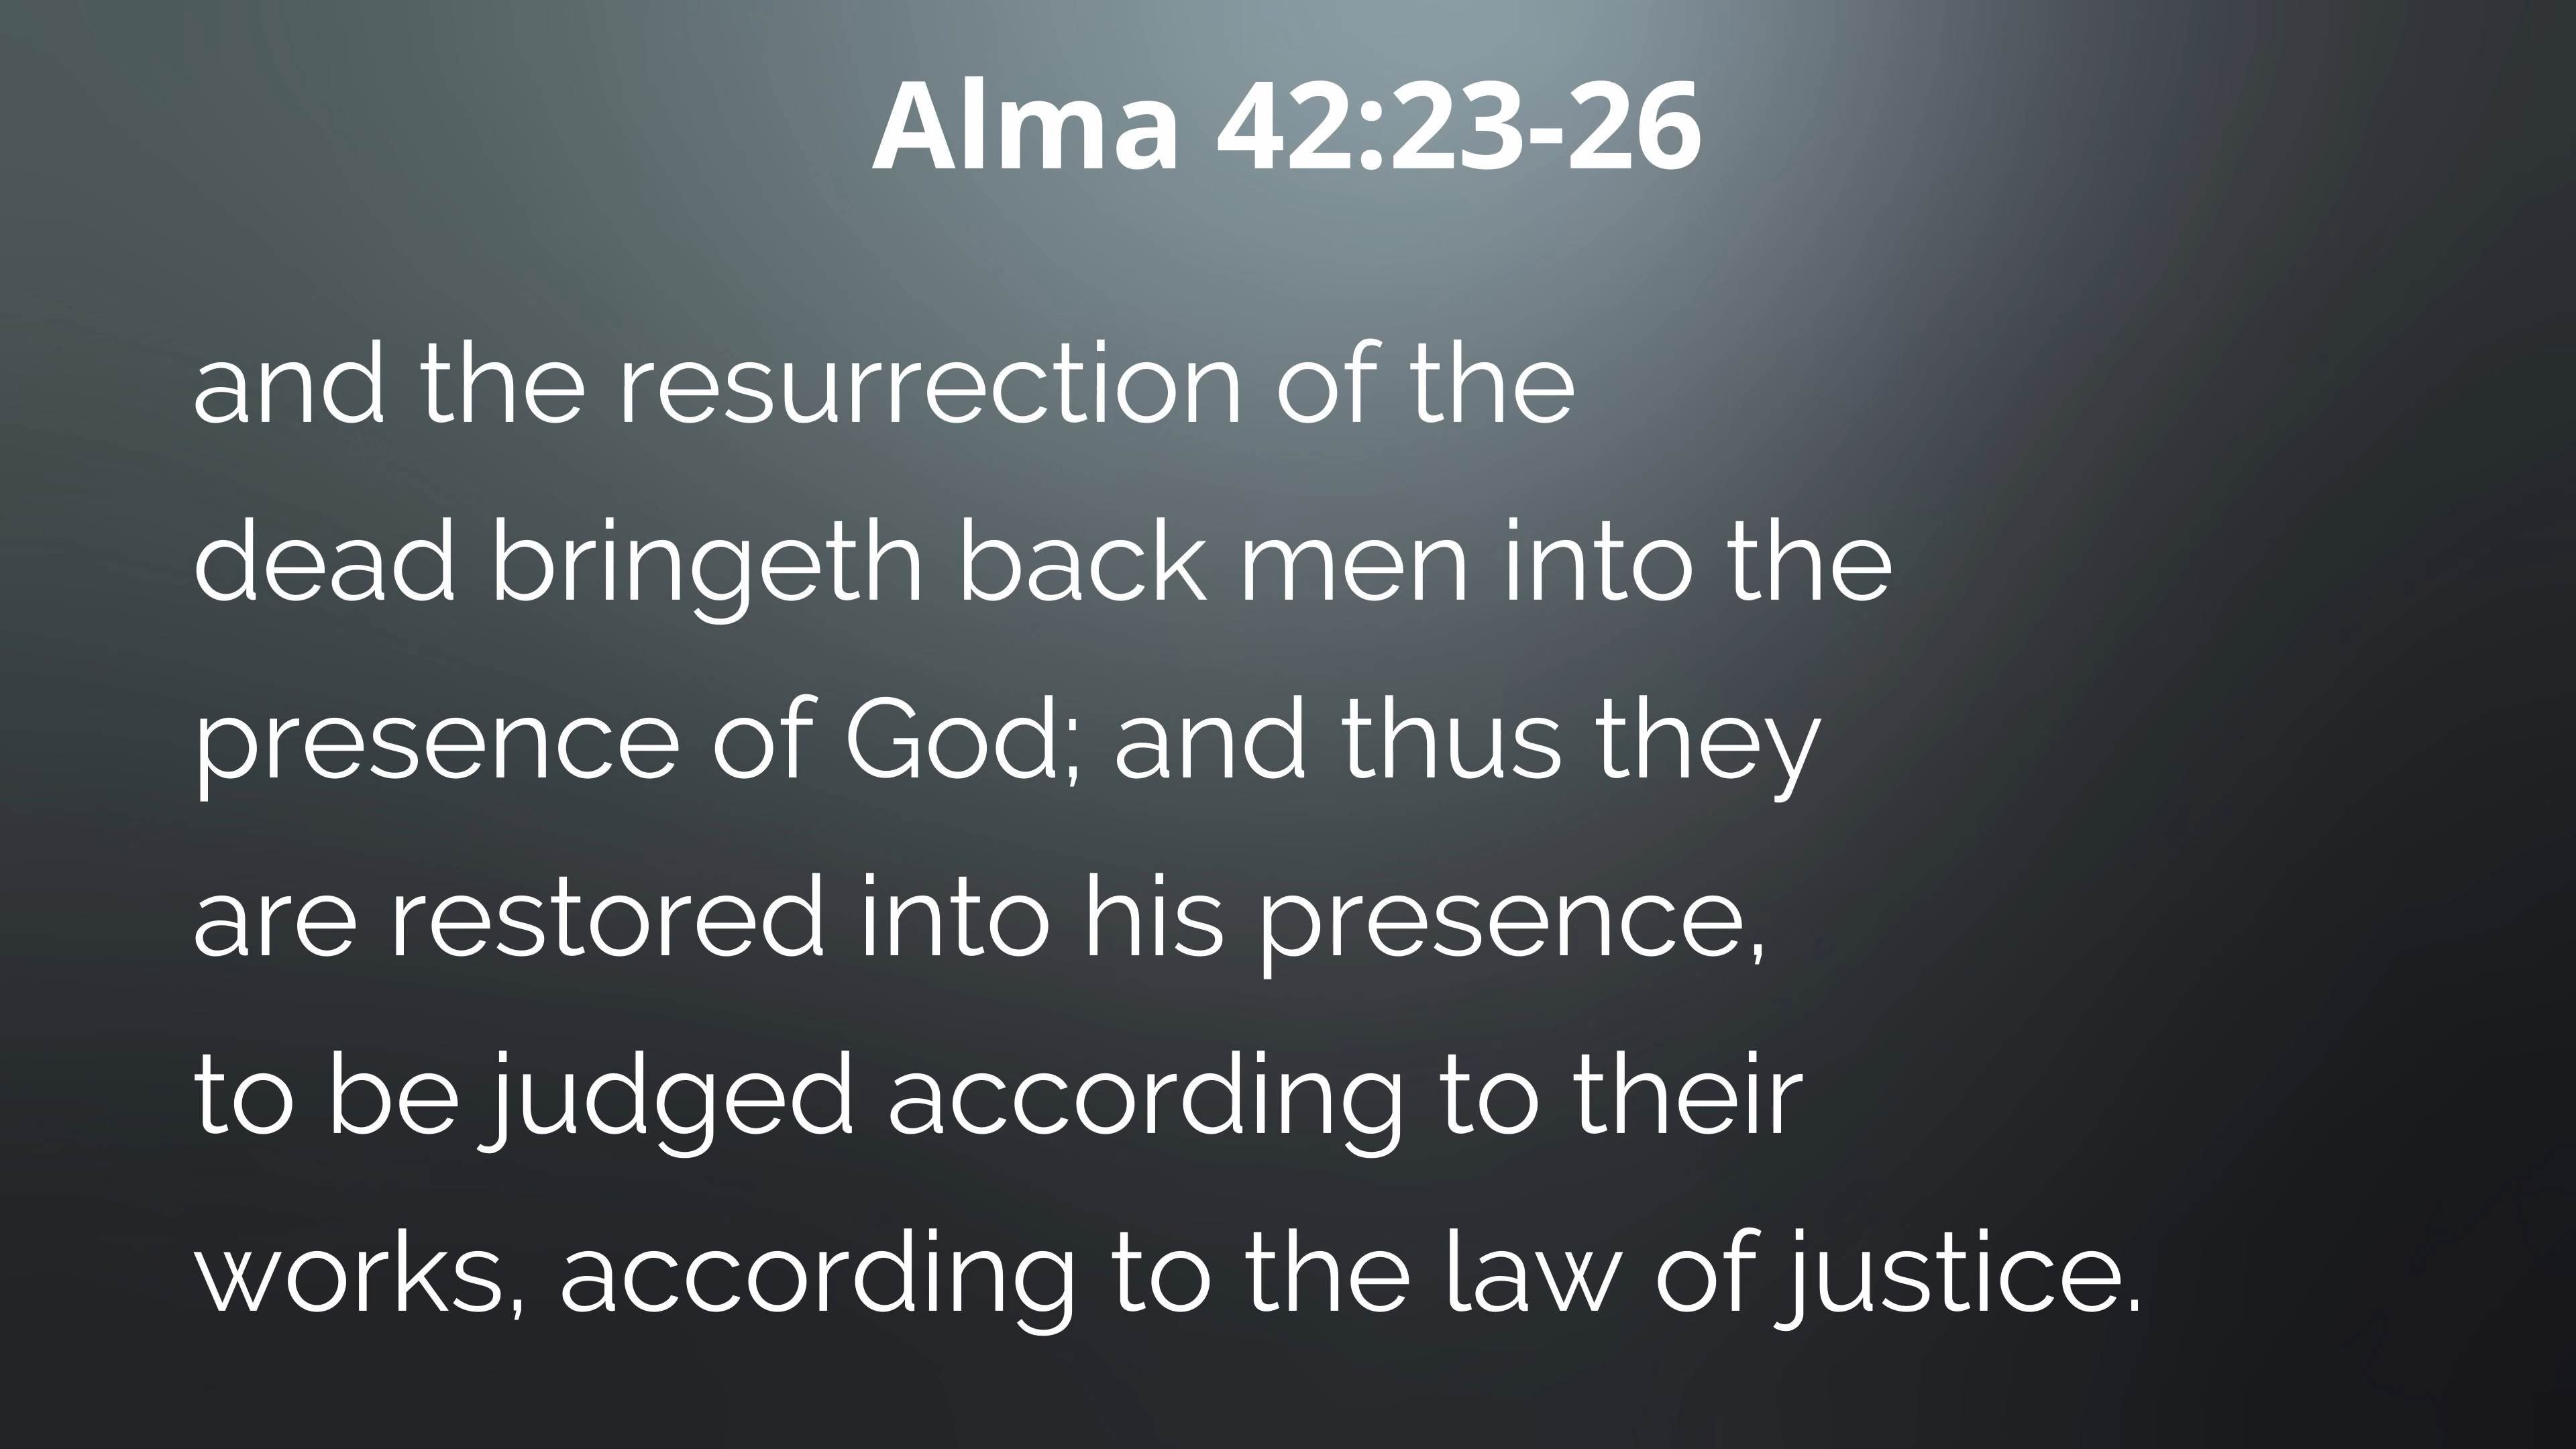 Alma 42:23-26
and the resurrection of the
dead bringeth back men into the
presence of God; and thus they
are restored into his presence,
to be judged according to their
works, according to the law of justice.